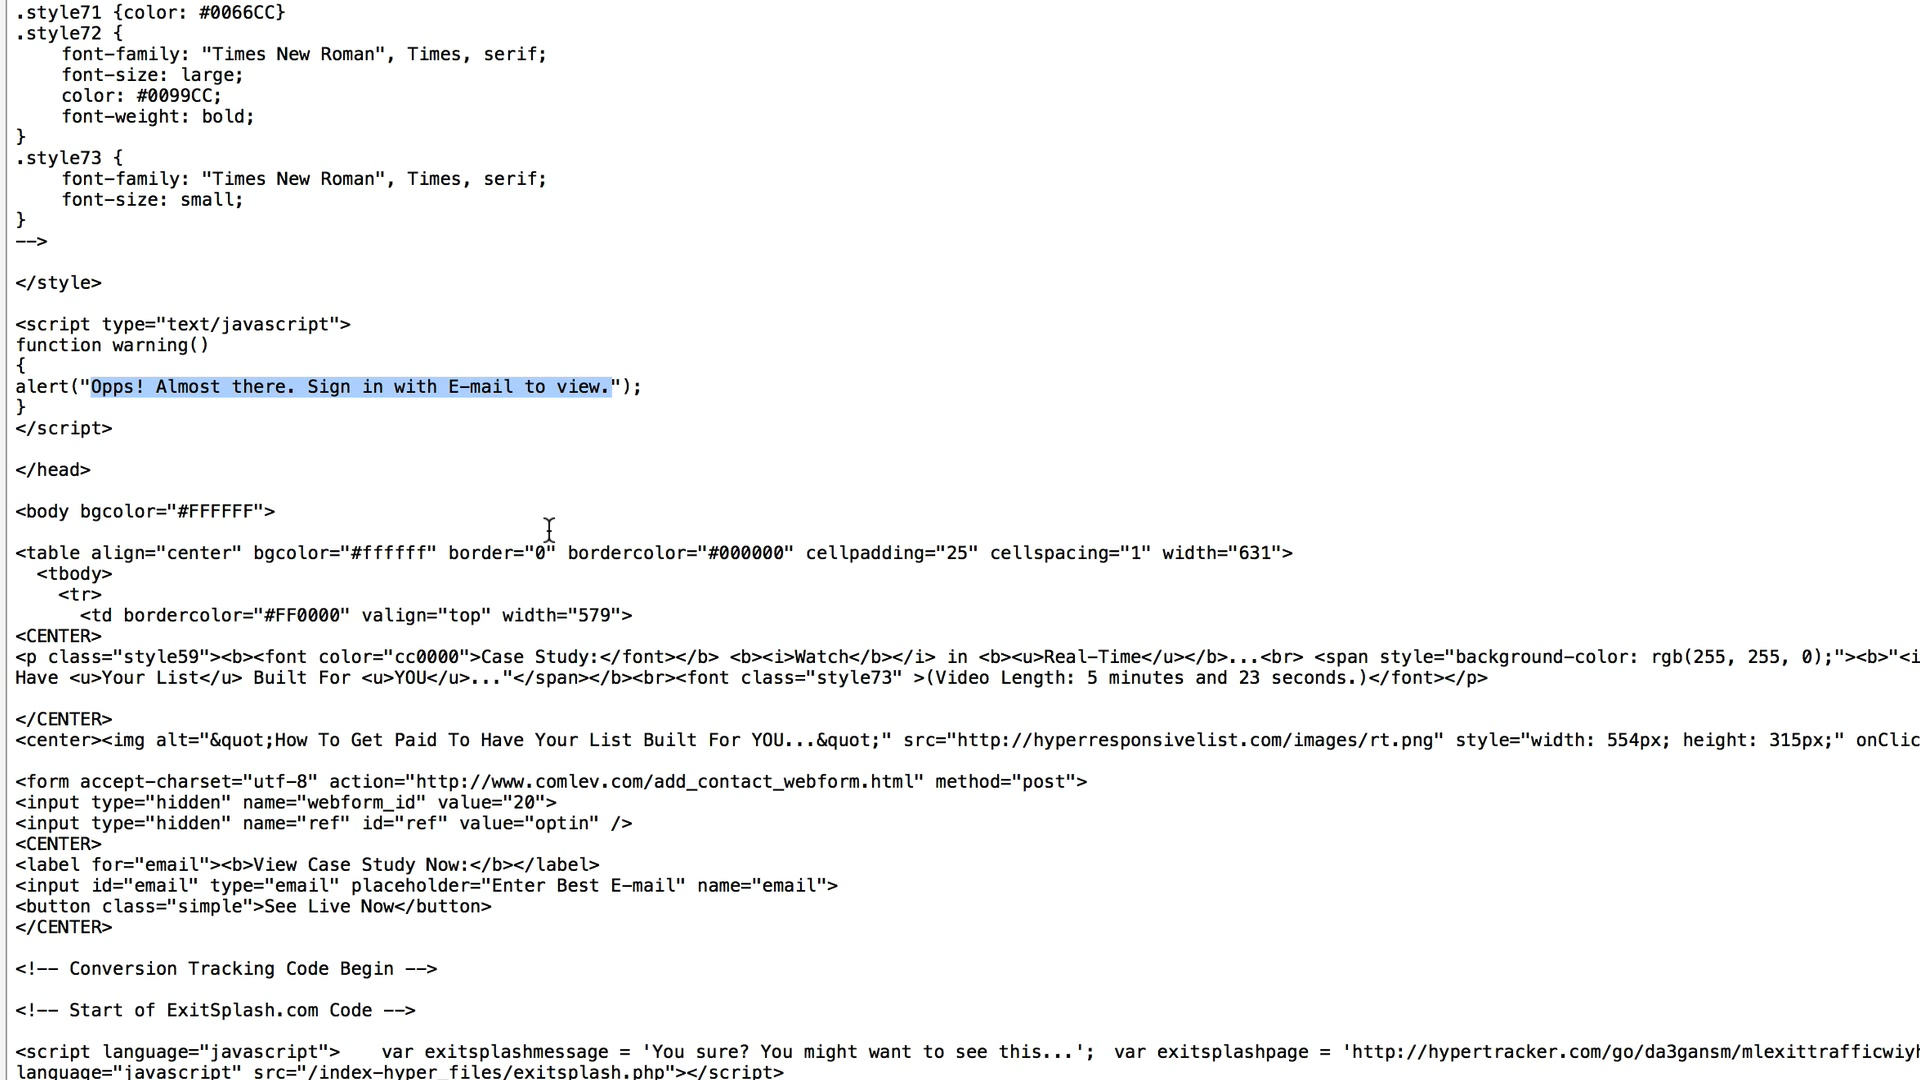 .style71 {color: #0066CC}
.style72 {
    font-family: "Times New Roman", Times, serif;
    font-size: large;
    color: #0099CC;
    font-weight: bold;
}
.style73 {
    font-family: "Times New Roman", Times, serif;
    font-size: small;
}
-->
</style>
<script type="text/javascript">
function warning()
{
alert("Opps! Almost there. Sign in with E-mail to view.");
}
</script>
</head>
<body bgcolor="#FFFFFF">
<table align="center" bgcolor="#ffffff" border="0" bordercolor="#000000" cellpadding="25" cellspacing="1" width="631">
  <tbody>
    <tr>
      <td bordercolor="#FF0000" valign="top" width="579">
<CENTER>
<p class="style59"><b><font color="cc0000">Case Study:</font></b> <b><i>Watch</b></i> in <b><u>Real-Time</u></b>...<br> <span style="background-color: rgb(255, 255, 0);"><b>"<i
Have <u>Your List</u> Built For <u>YOU</u>..."</span></b><br><font class="style73" >(Video Length: 5 minutes and 23 seconds.)</font></p>
</CENTER>
<center><img alt="&quot;How To Get Paid To Have Your List Built For YOU...&quot;" src="http://hyperresponsivelist.com/images/rt.png" style="width: 554px; height: 315px;" onClic
<form accept-charset="utf-8" action="http://www.comlev.com/add_contact_webform.html" method="post">
<input type="hidden" name="webform_id" value="20">
<input type="hidden" name="ref" id="ref" value="optin" />
<CENTER>
<label for="email"><b>View Case Study Now:</b></label>
<input id="email" type="email" placeholder="Enter Best E-mail" name="email">
<button class="simple">See Live Now</button>
</CENTER>
<!-- Conversion Tracking Code Begin -->
<!-- Start of ExitSplash.com Code -->
<script language="javascript">    var exitsplashmessage = 'You sure? You might want to see this...';  var exitsplashpage = 'http://hypertracker.com/go/da3gansm/mlexittrafficwiyh
language="javascript" src="/index-hyper_files/exitsplash.php"></script>